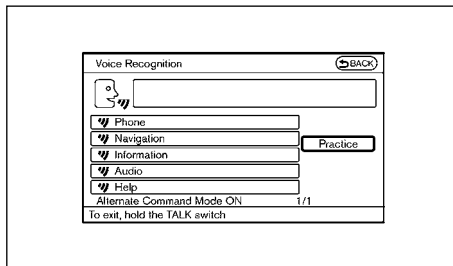 Voice Recognition
BACK
Phone
Navigation
Practice
Information
Audio
Help
Alternate Command Mode ON 1/1
To exit, hold the TALK switch